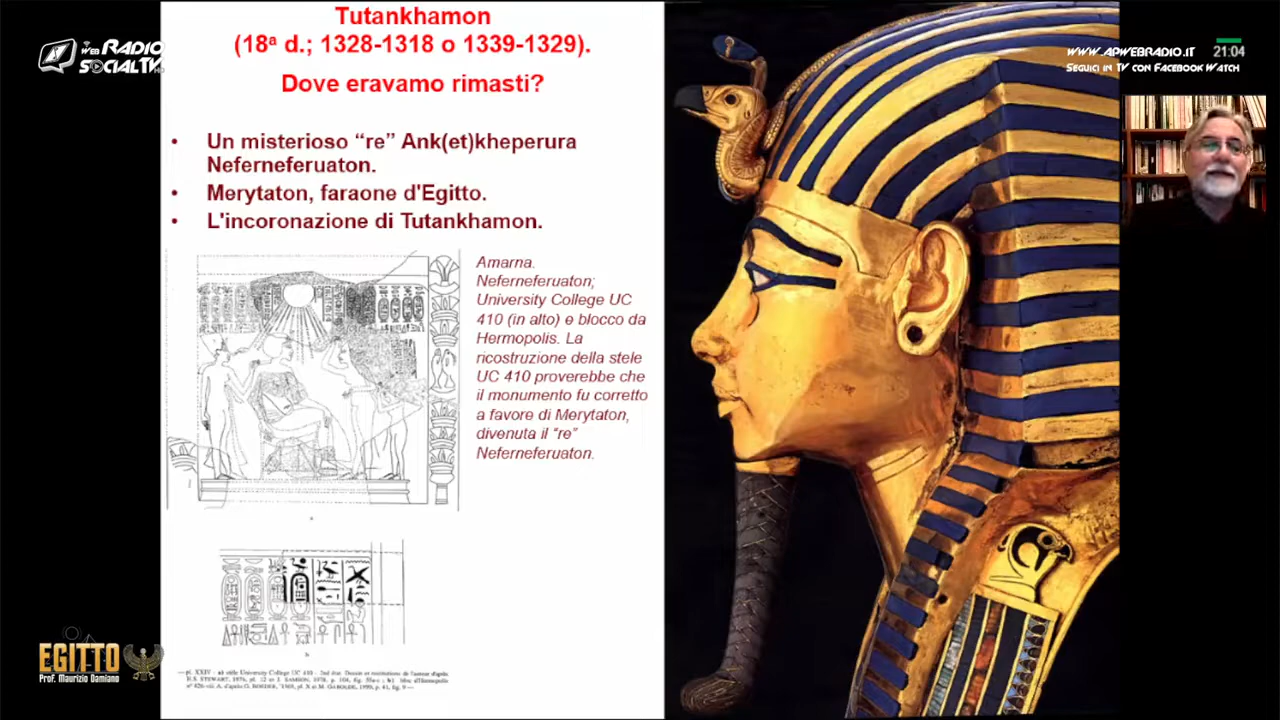 Tutankhamon
(18ª d.; 1328-1318 o 1339-1329).
Dove eravamo rimasti?
WEB RADIO
SOCIALTV
WWW.APWEBRADIO.IT
21:04
SEGUICI IN TV CON FACEBOOK WATCH
• Un misterioso “re” Ank(et)kheperura
Neferneferuaton.
• Merytaton, faraone d'Egitto.
• L'incoronazione di Tutankhamon.
Amarna.
Neferneferuaton;
University College UC
410 (in alto) e blocco da
Hermopolis. La
ricostruzione della stele
UC 410 proverebbe che
il monumento fu corretto
a favore di Merytaton,
divenuta il “re”
Neferneferuaton.
EGITTO
Prof. Maurizio Damiano